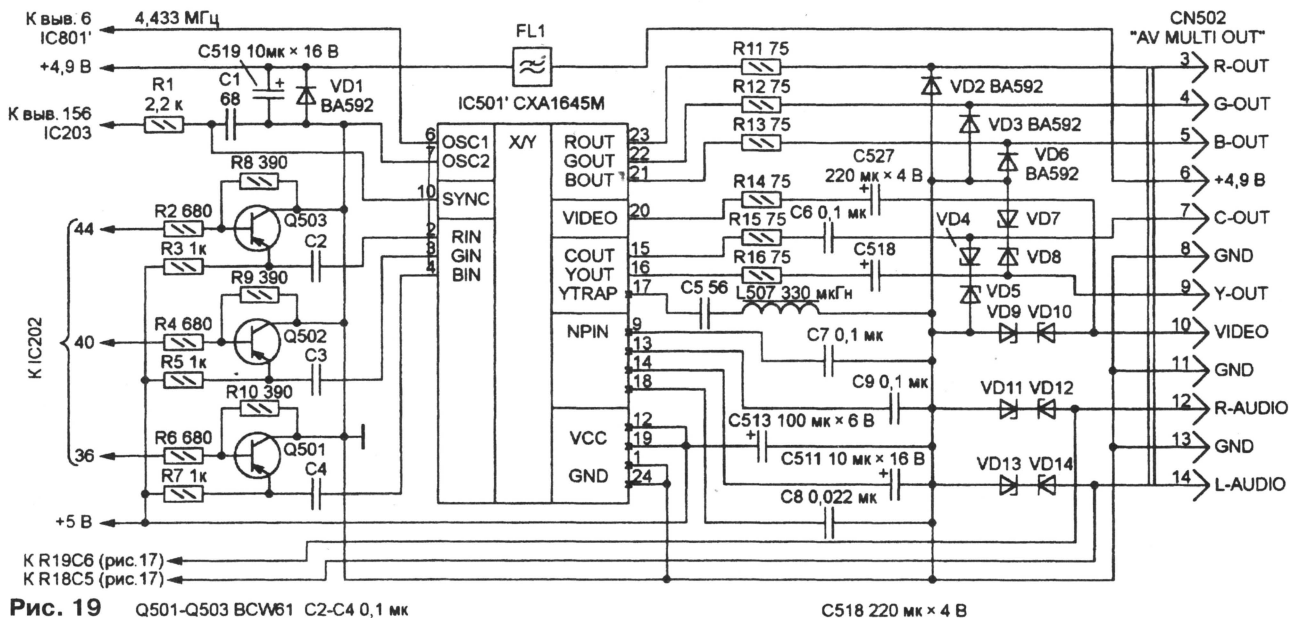 К выв. 6
IC801'
4,433 МГц
C519 10мк × 16 В
+4,9 В
C1
68
+
VD1
BA592
R1
2,2 к
К выв. 156
IC203
FL1
IC501' CXA1645M
6 OSC1
7 OSC2
10 SYNC
2 RIN
3 GIN
4 BIN
X/Y
ROUT 23
GOUT 22
BOUT 21
VIDEO 20
COUT 15
YOUT 16
YTRAP 17
NPIN 9
13
14
18
12
VCC 19
1
GND 24
R8 390
R2 680
Q503
44
R3 1к
C2
R9 390
R4 680
Q502
40
R5 1к
C3
R10 390
R6 680
Q501
36
R7 1к
C4
К IC202
+5 В
К R19C6 (рис.17)
К R18C5 (рис.17)
R11 75
R12 75
R13 75
R14 75
R15 75
R16 75
C527
220 мк × 4 В
+
C6 0,1 мк
C518
+
C5 56
L507 330 мкГн
C7 0,1 мк
C9 0,1 мк
C513 100 мк × 6 В
+
C511 10 мк × 16 В
+
C8 0,022 мк
VD2 BA592
VD3 BA592
VD6
BA592
VD4
VD7
VD8
VD5
VD9 VD10
VD11 VD12
VD13 VD14
CN502
"AV MULTI OUT"
3 R-OUT
4 G-OUT
5 B-OUT
6 +4,9 В
7 C-OUT
8 GND
9 Y-OUT
10 VIDEO
11 GND
12 R-AUDIO
13 GND
14 L-AUDIO
Рис. 19 Q501-Q503 BCW61 C2-C4 0,1 мк
C518 220 мк × 4 В